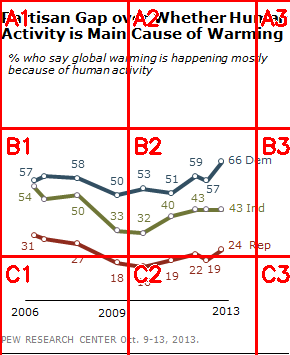 Partisan Gap over Whether Human
Activity is Main Cause of Warming
% who say global warming is happening mostly
because of human activity
57 58 50 53 51 59 57 66 Dem
54 50 33 32 40 43 43 Ind
31 27 18 16 19 22 19 24 Rep
2006 2009 2013
PEW RESEARCH CENTER Oct. 9-13, 2013.
A1 A2 A3
B1 B2 B3
C1 C2 C3